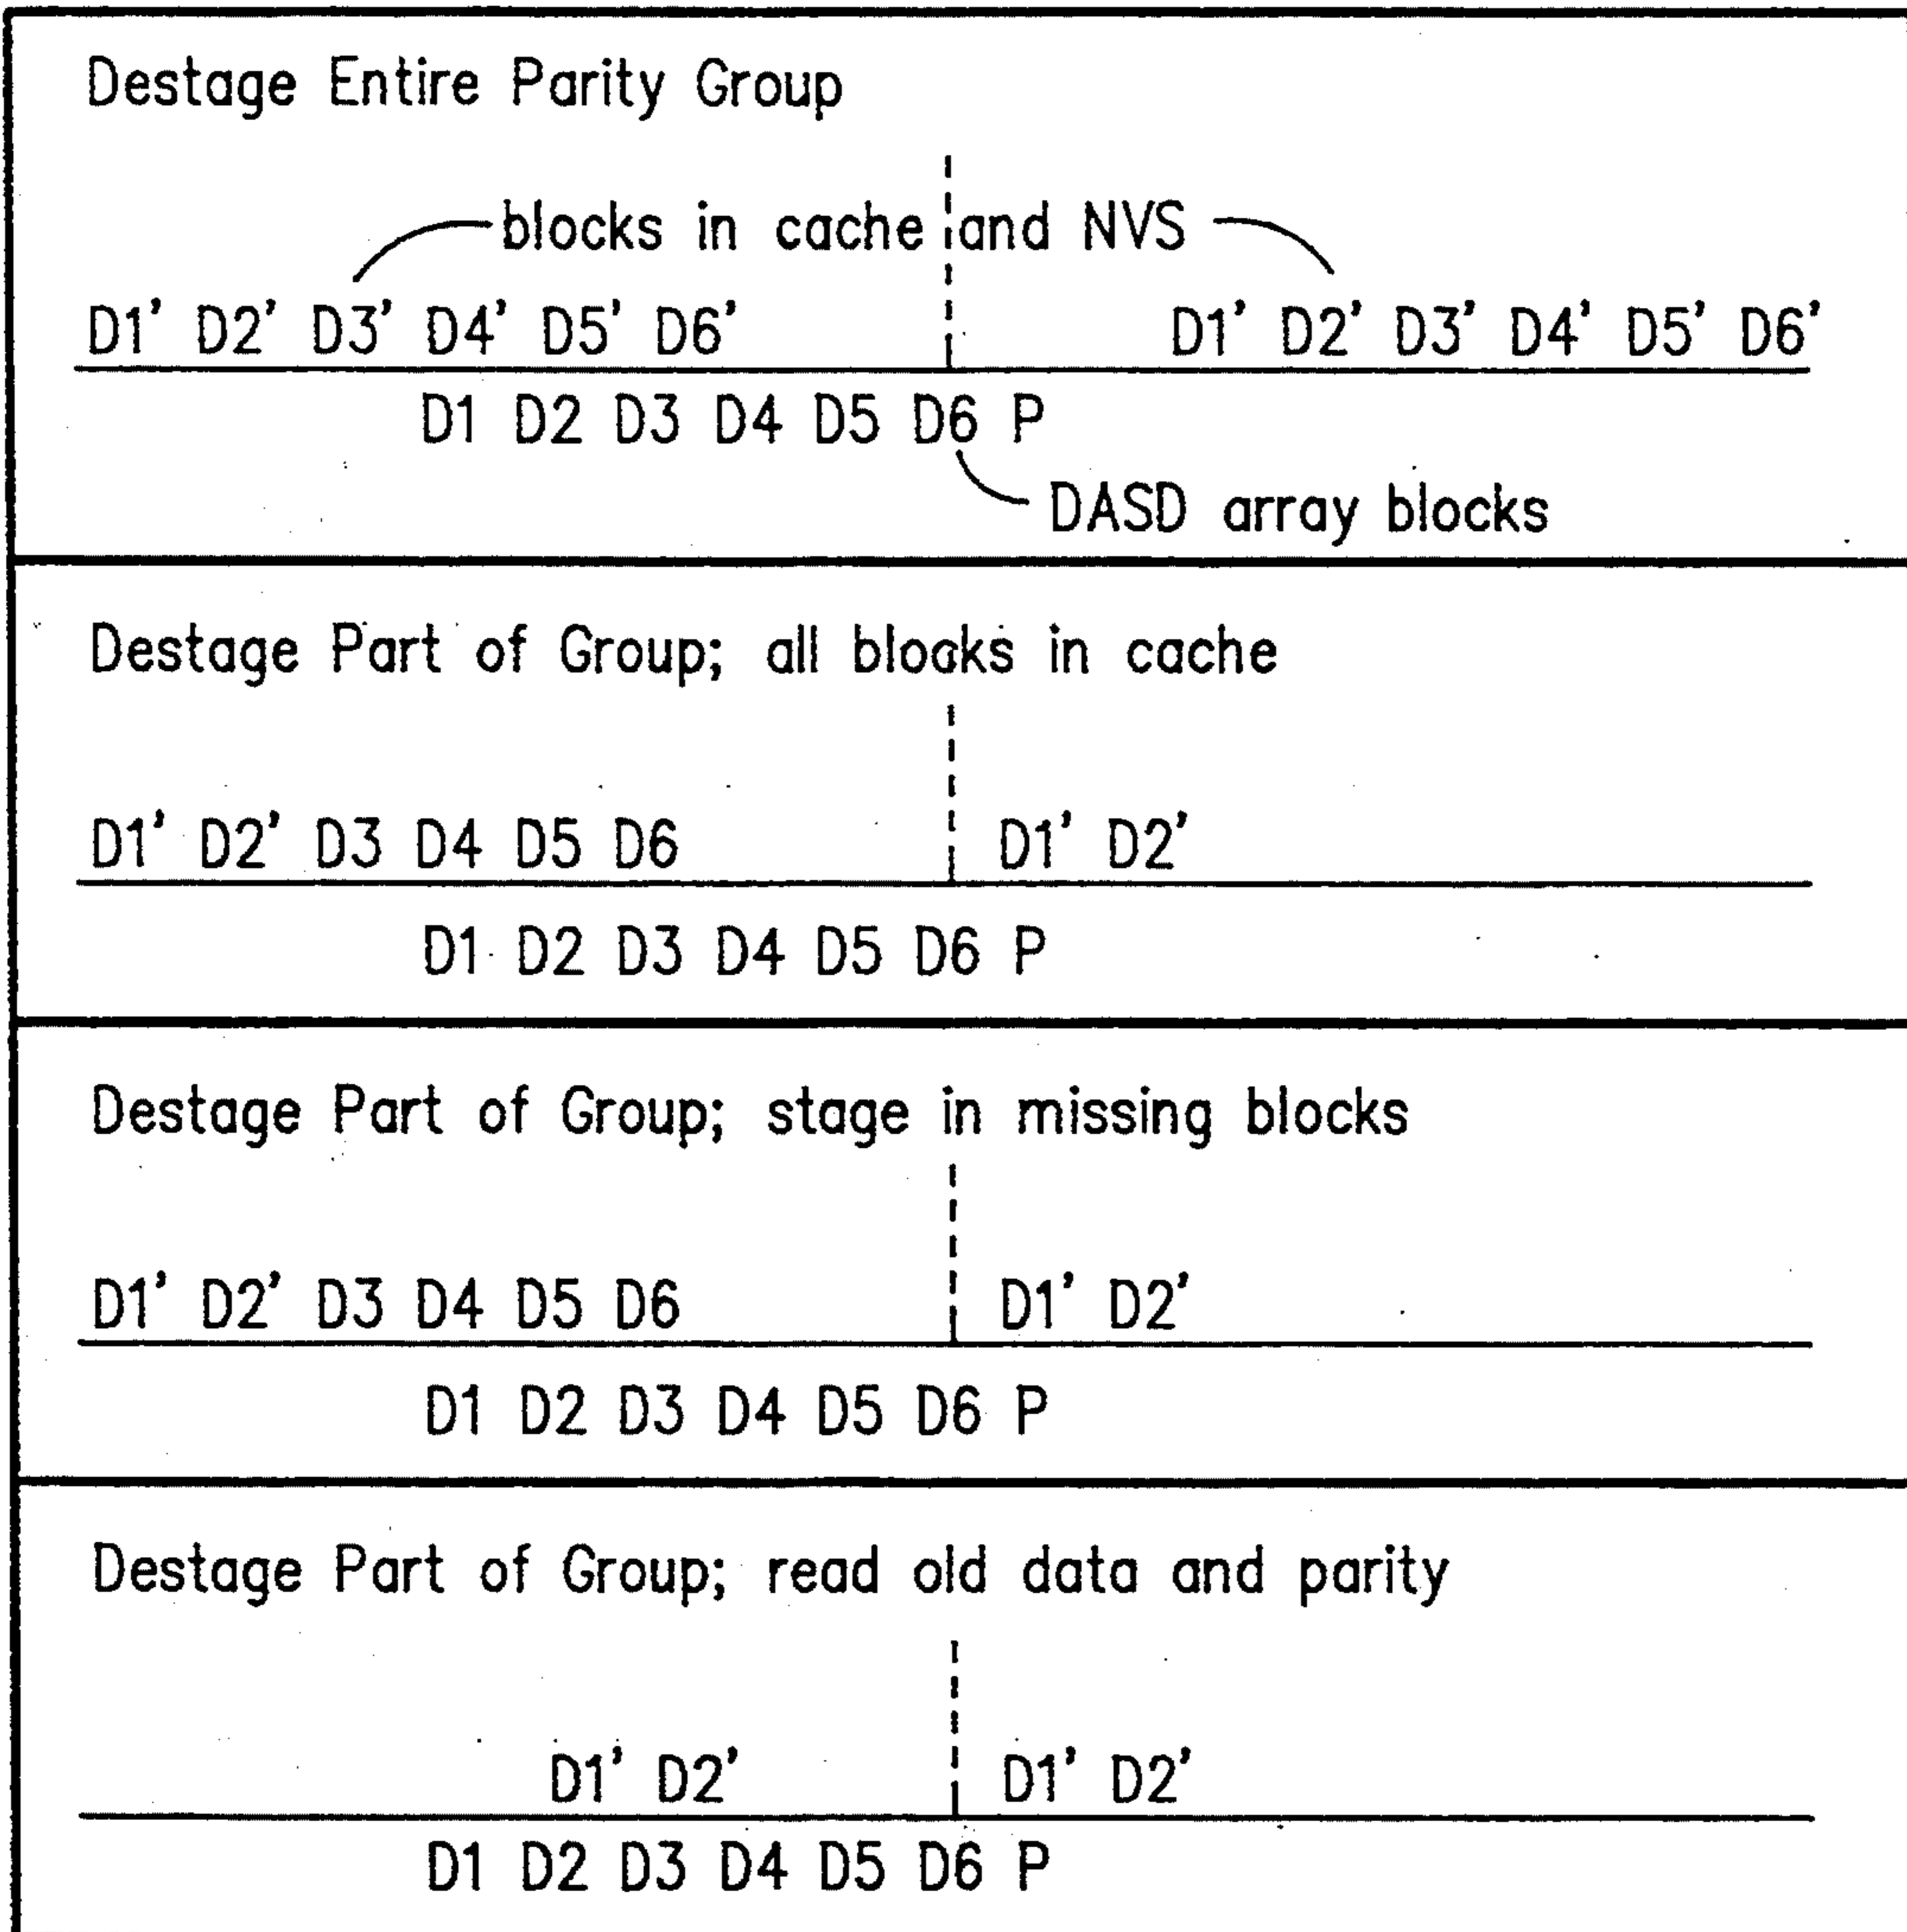 Destage Entire Parity Group
blocks in cache and NVS
D1' D2' D3' D4' D5' D6' D1' D2' D3' D4' D5' D6'
D1 D2 D3 D4 D5 D6 P
DASD array blocks
Destage Part of Group; all blocks in cache
D1' D2' D3 D4 D5 D6 D1' D2'
D1 D2 D3 D4 D5 D6 P
Destage Part of Group; stage in missing blocks
D1' D2' D3 D4 D5 D6 D1' D2'
D1 D2 D3 D4 D5 D6 P
Destage Part of Group; read old data and parity
D1' D2' D1' D2'
D1 D2 D3 D4 D5 D6 P